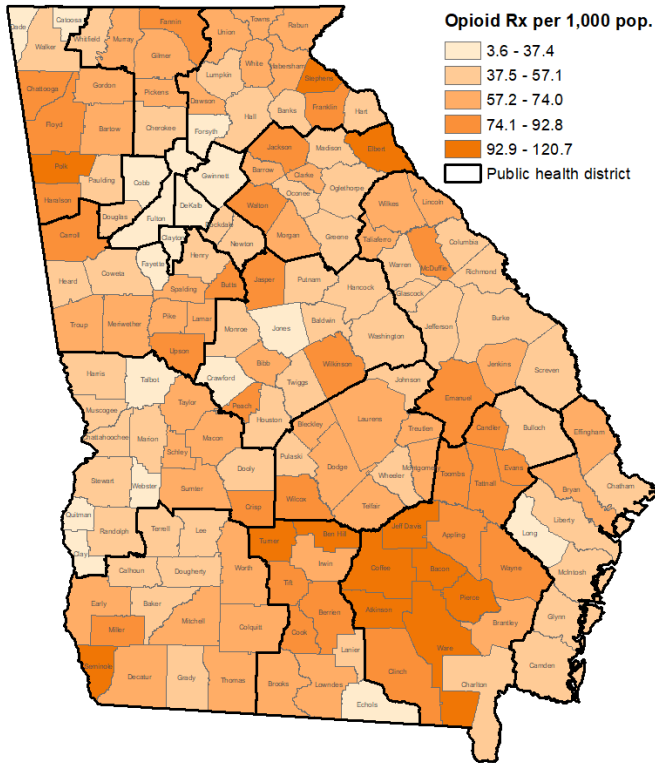 Opioid Rx per 1,000 pop.
3.6 - 37.4
37.5 - 57.1
57.2 - 74.0
74.1 - 92.8
92.9 - 120.7
Public health district
Dade
Catoosa
Walker
Whitfield
Murray
Fannin
Gilmer
Union
Towns
Rabun
White
Habersham
Lumpkin
Stephens
Chattooga
Gordon
Pickens
Dawson
Hall
Banks
Franklin
Hart
Floyd
Bartow
Cherokee
Forsyth
Jackson
Madison
Elbert
Polk
Paulding
Cobb
Gwinnett
Barrow
Clarke
Oconee
Oglethorpe
Wilkes
Lincoln
Haralson
Douglas
Fulton
DeKalb
Rockdale
Walton
Morgan
Greene
Taliaferro
McDuffie
Columbia
Carroll
Clayton
Newton
Warren
Richmond
Fayette
Henry
Heard
Coweta
Spalding
Butts
Jasper
Putnam
Hancock
Glascock
Burke
Troup
Meriwether
Pike
Lamar
Monroe
Jones
Baldwin
Washington
Jefferson
Screven
Upson
Bibb
Wilkinson
Jenkins
Harris
Talbot
Crawford
Twiggs
Johnson
Emanuel
Muscogee
Taylor
Peach
Houston
Laurens
Candler
Bulloch
Effingham
Chattahoochee
Marion
Macon
Bleckley
Treutlen
Schley
Dooly
Pulaski
Dodge
Montgomery
Toombs
Evans
Stewart
Webster
Sumter
Wheeler
Tattnall
Bryan
Chatham
Crisp
Wilcox
Telfair
Quitman
Randolph
Terrell
Lee
Turner
Ben Hill
Jeff Davis
Appling
Long
Liberty
Clay
Calhoun
Dougherty
Worth
Irwin
Coffee
Bacon
Wayne
McIntosh
Early
Baker
Mitchell
Tift
Pierce
Miller
Colquitt
Cook
Berrien
Atkinson
Brantley
Glynn
Seminole
Decatur
Grady
Thomas
Brooks
Lowndes
Lanier
Clinch
Ware
Charlton
Camden
Echols